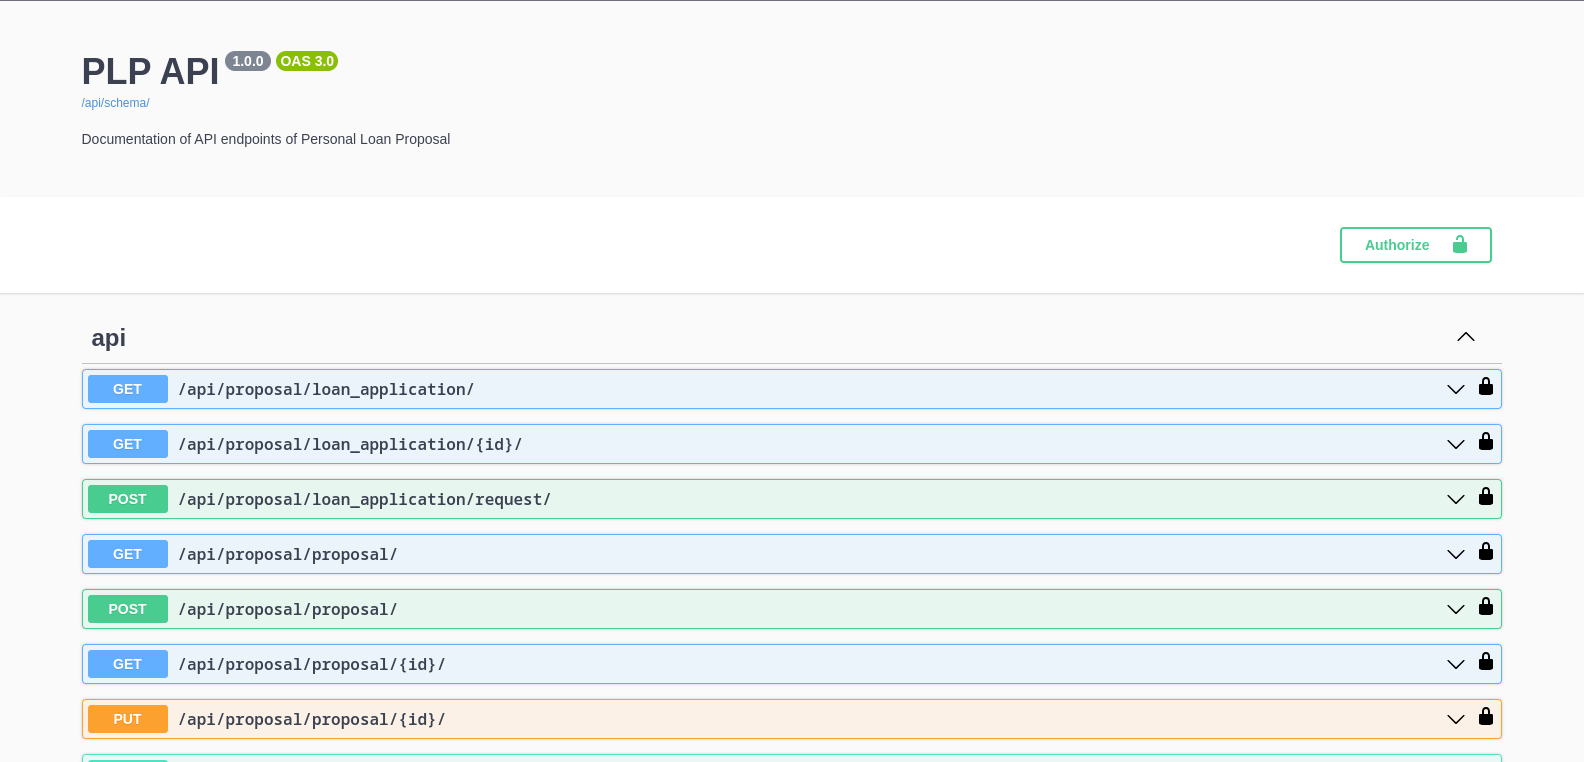 PLP API 1.0.0 OAS 3.0
/api/schema/
Documentation of API endpoints of Personal Loan Proposal
Authorize
api
GET /api/proposal/loan_application/
GET /api/proposal/loan_application/{id}/
POST /api/proposal/loan_application/request/
GET /api/proposal/proposal/
POST /api/proposal/proposal/
GET /api/proposal/proposal/{id}/
PUT /api/proposal/proposal/{id}/